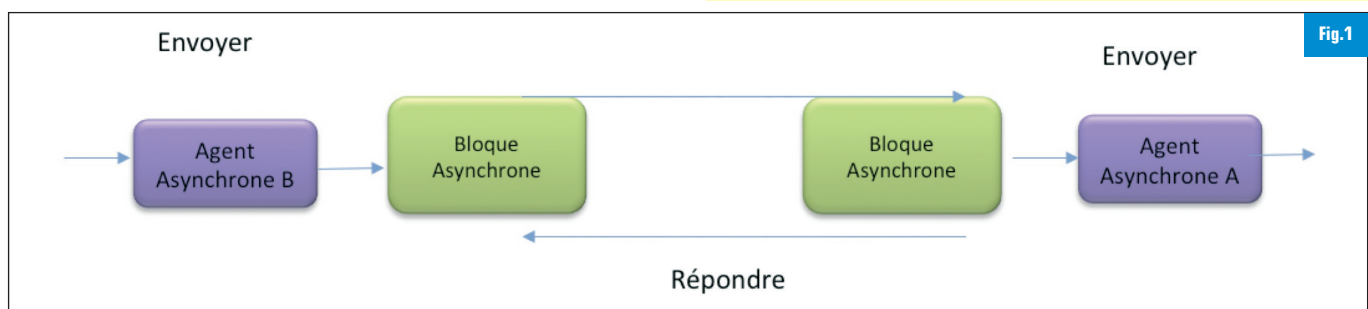 Fig.1
Envoyer
Envoyer
Agent
Asynchrone B
Bloque
Asynchrone
Bloque
Asynchrone
Agent
Asynchrone A
Répondre